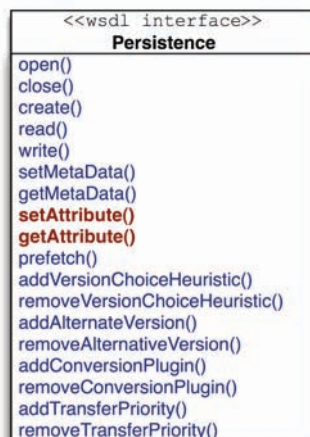 <<wsdl interface>>
Persistence
open()
close()
create()
read()
write()
setMetaData()
getMetaData()
setAttribute()
getAttribute()
prefetch()
addVersionChoiceHeuristic()
removeVersionChoiceHeuristic()
addAlternateVersion()
removeAlternativeVersion()
addConversionPlugin()
removeConversionPlugin()
addTransferPriority()
removeTransferPriority()